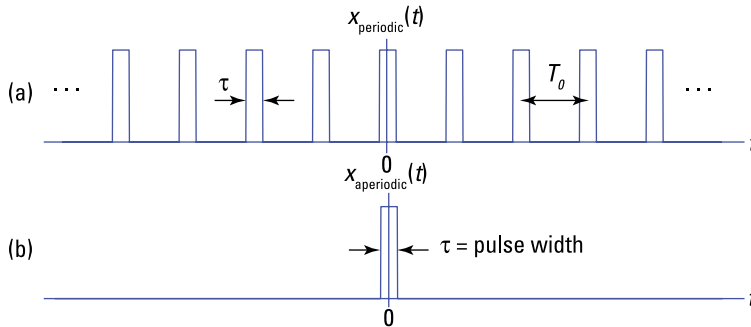 x_periodic(t)
(a)
. . .
τ
T_0
. . .
0
t
x_aperiodic(t)
(b)
τ = pulse width
0
t